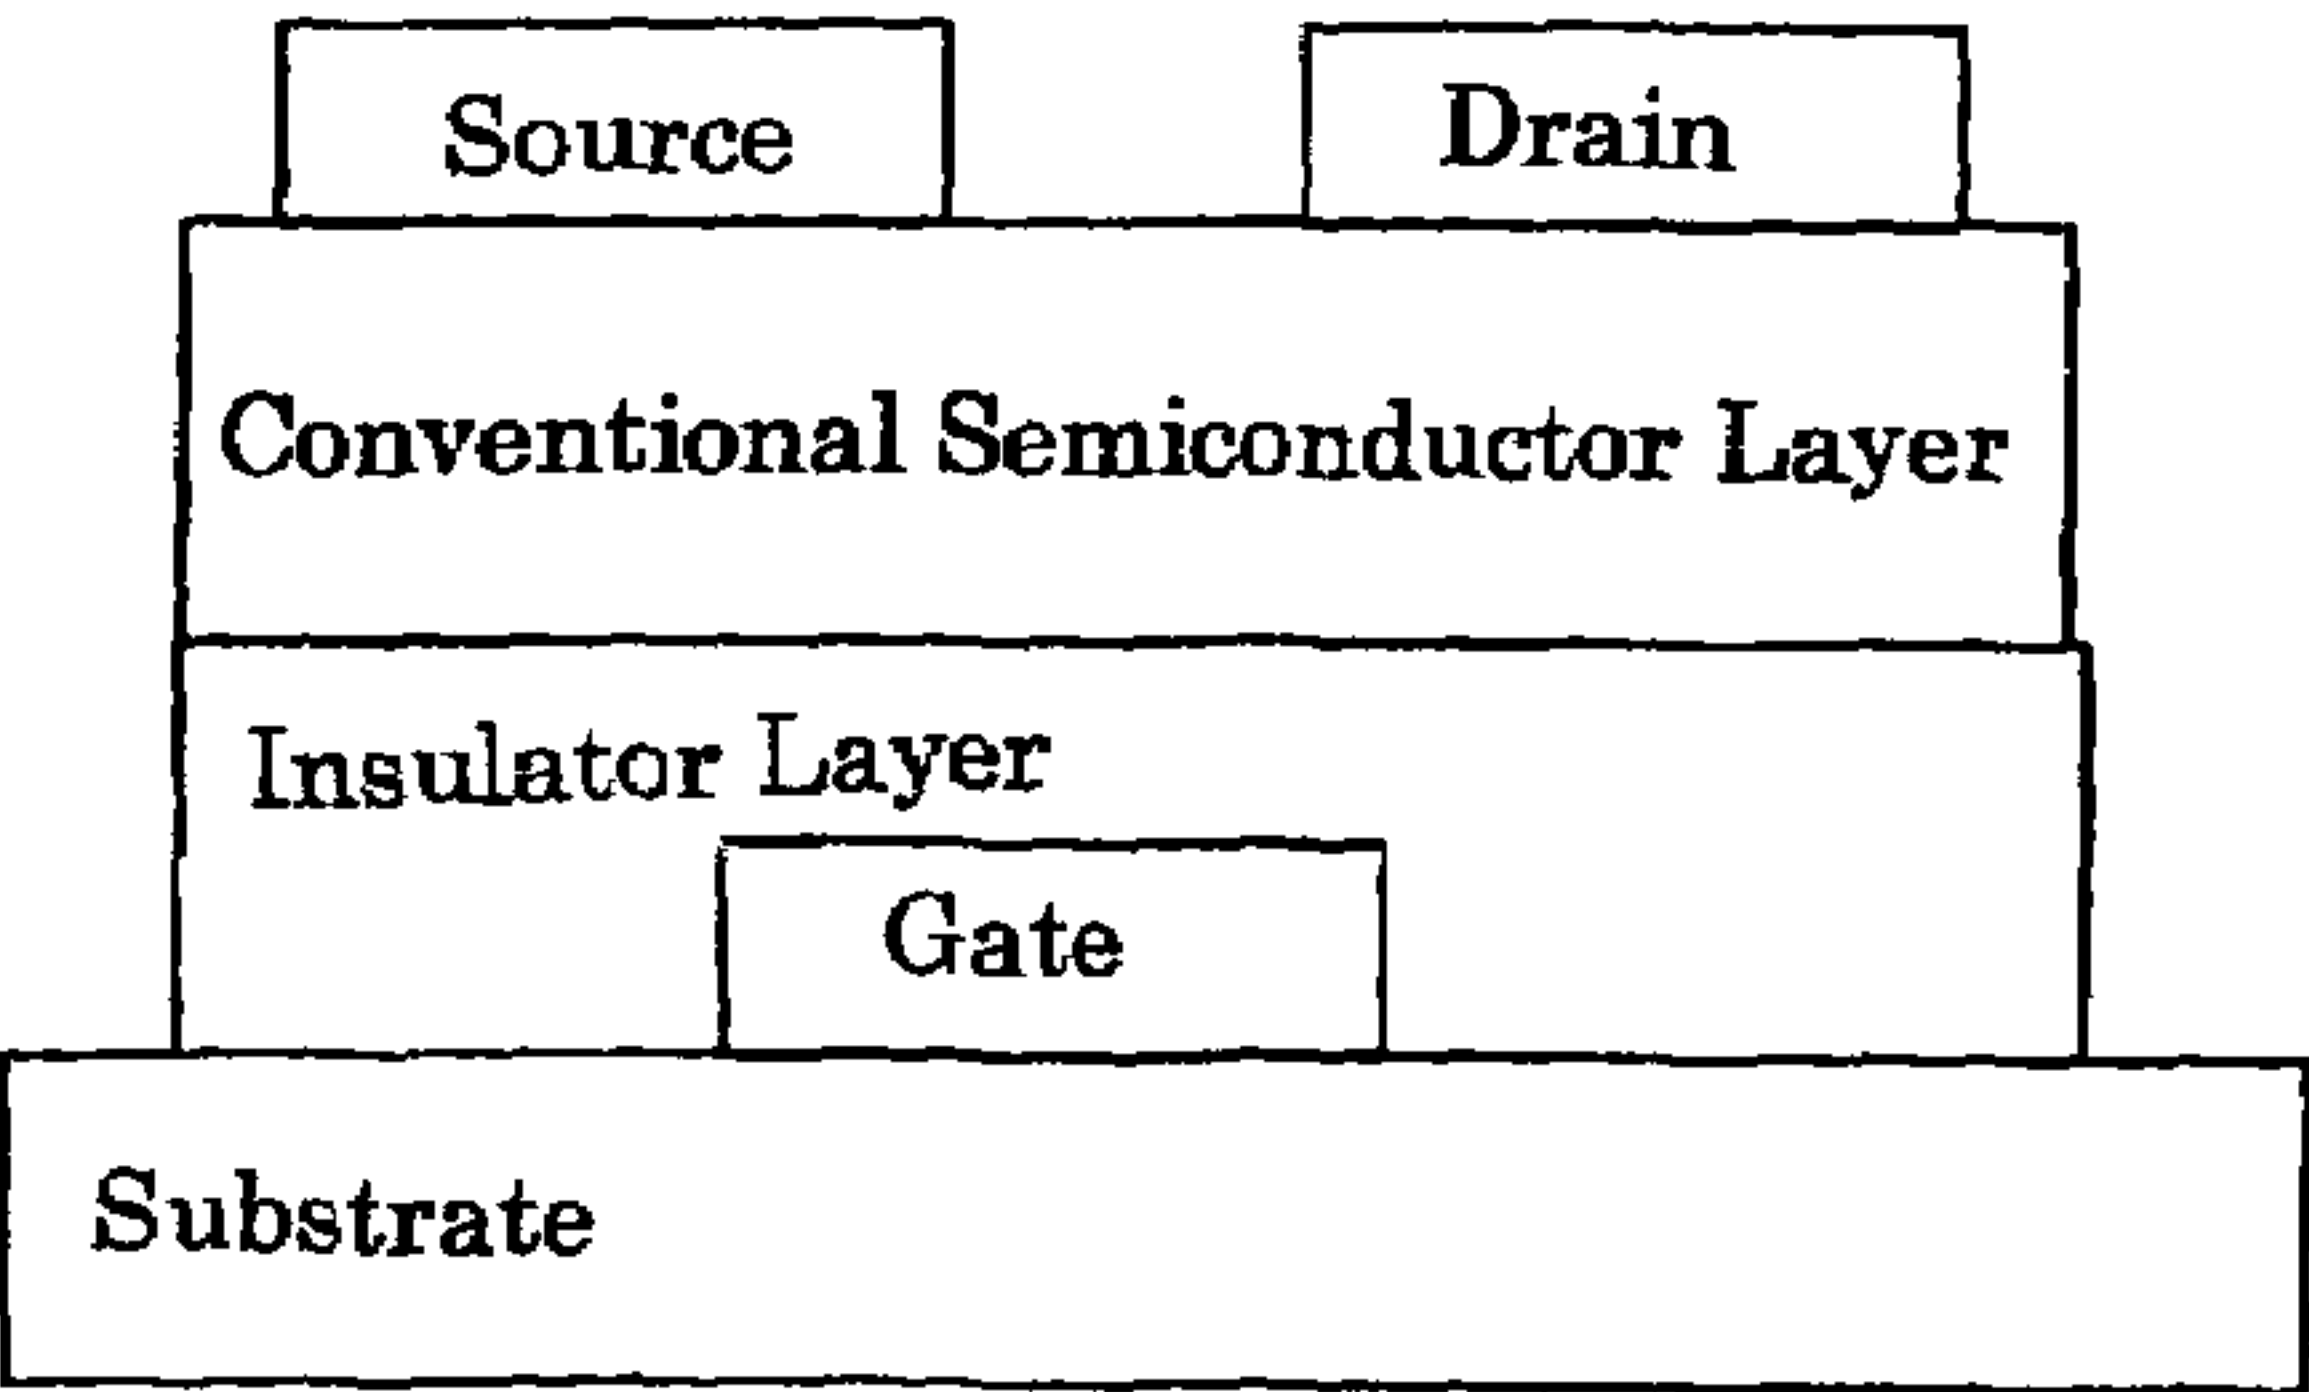 Source
Drain
Conventional Semiconductor Layer
Insulator Layer
Gate
Substrate